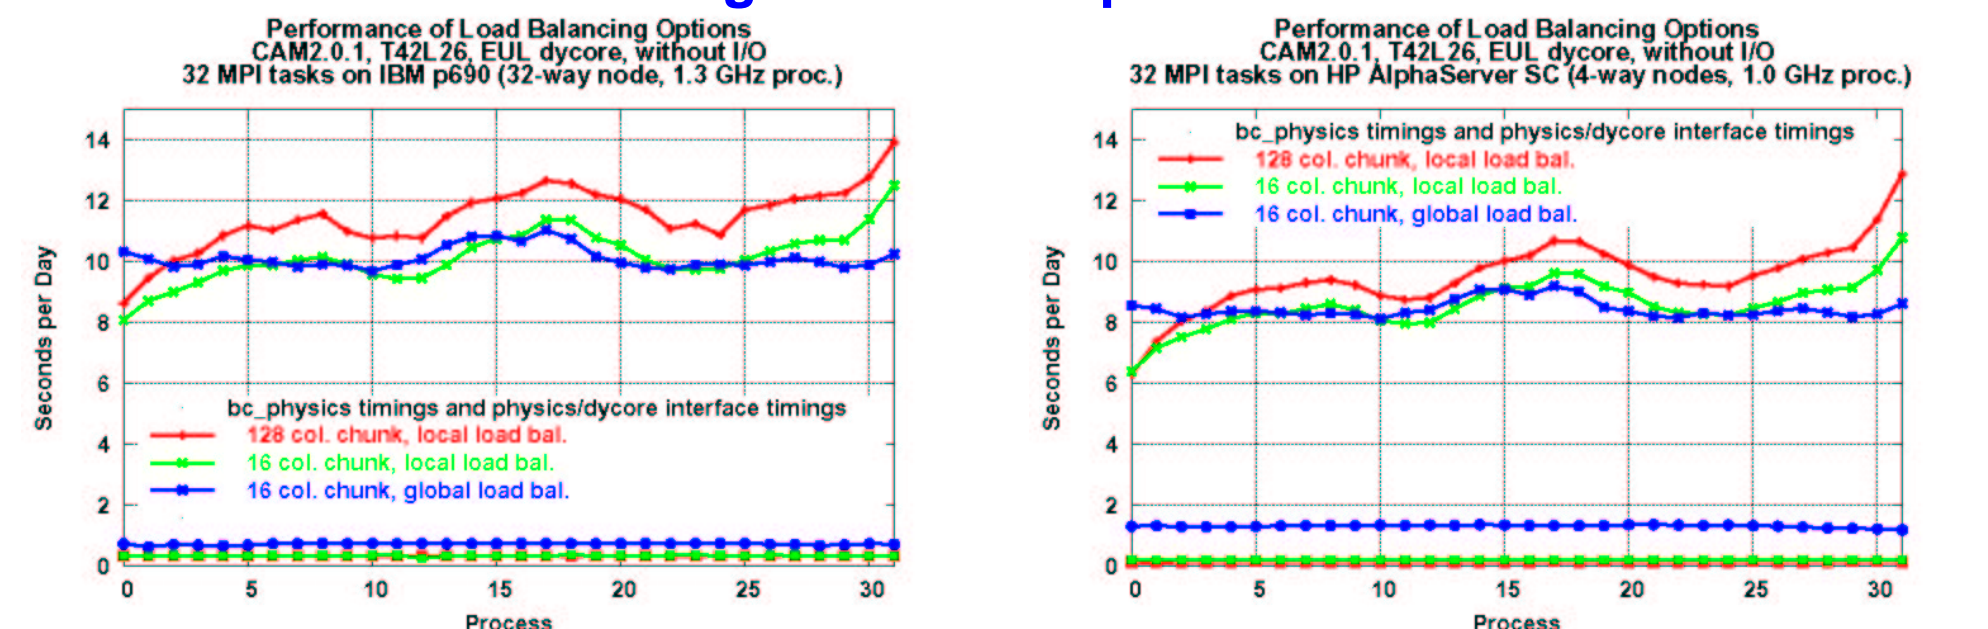 Performance of Load Balancing Options
CAM2.0.1, T42L26, EUL dycore, without I/O
32 MPI tasks on IBM p690 (32-way node, 1.3 GHz proc.)
14
12
10
8
6
4
2
0
Seconds per Day
bc_physics timings and physics/dycore interface timings
128 col. chunk, local load bal.
16 col. chunk, local load bal.
16 col. chunk, global load bal.
0 5 10 15 20 25 30
Process
Performance of Load Balancing Options
CAM2.0.1, T42L26, EUL dycore, without I/O
32 MPI tasks on HP AlphaServer SC (4-way nodes, 1.0 GHz proc.)
14
12
10
8
6
4
2
0
Seconds per Day
bc_physics timings and physics/dycore interface timings
128 col. chunk, local load bal.
16 col. chunk, local load bal.
16 col. chunk, global load bal.
0 5 10 15 20 25 30
Process